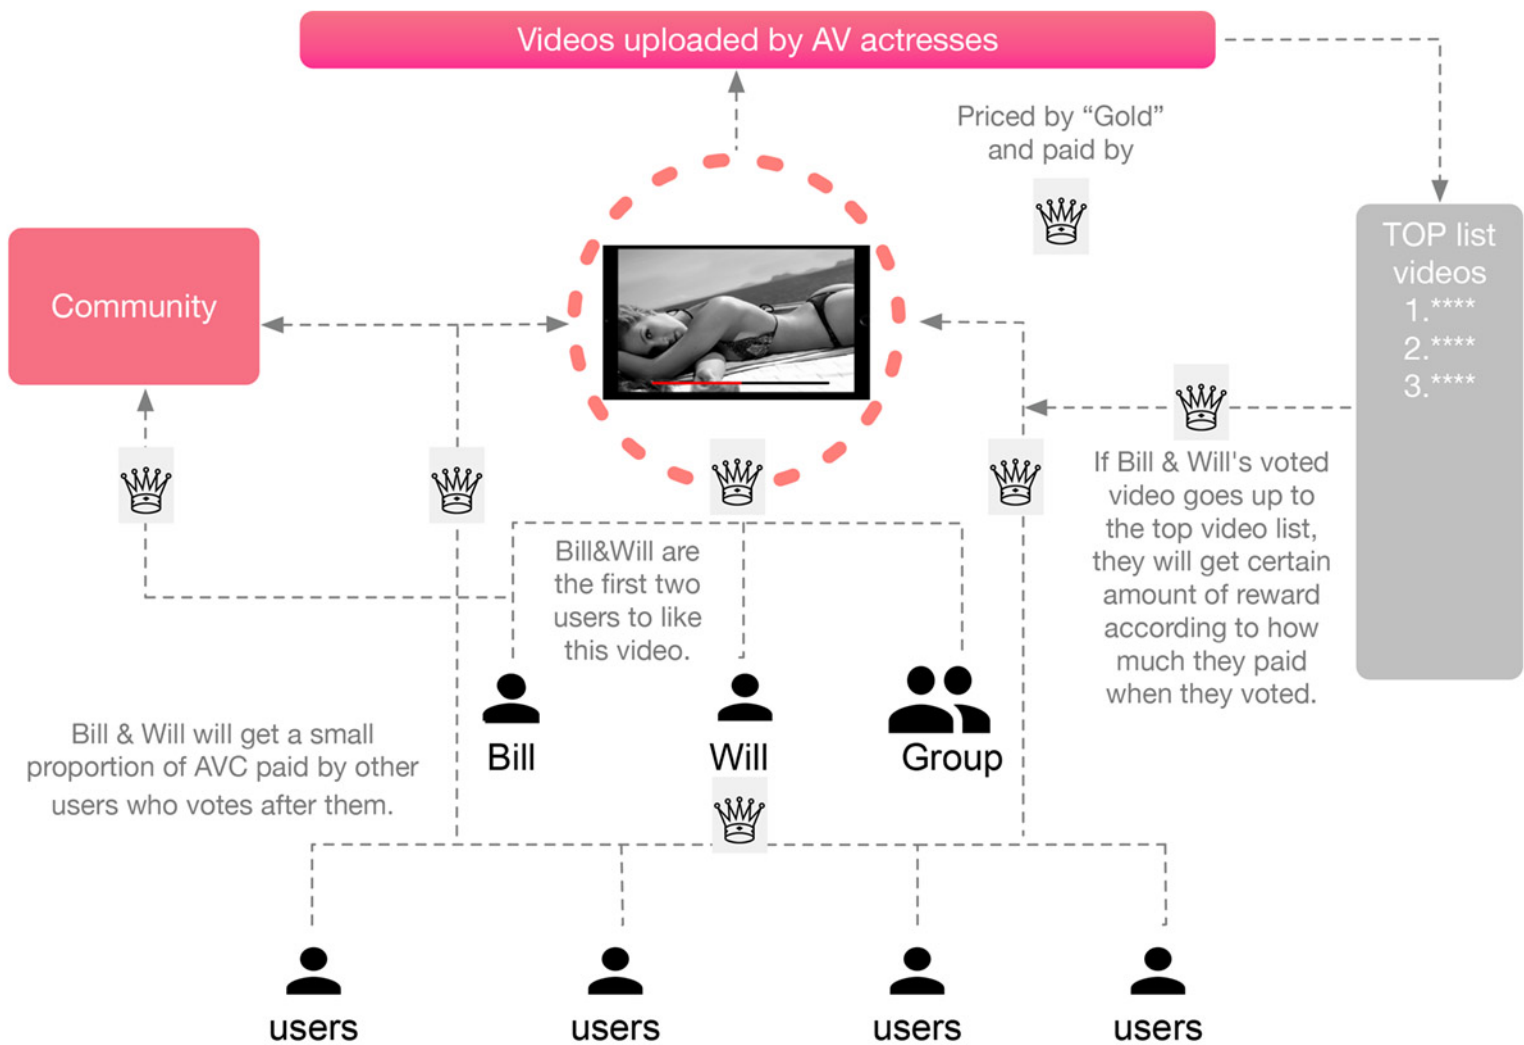 Videos uploaded by AV actresses
Priced by “Gold”
and paid by
Community
TOP list
videos
1.****
2.****
3.****
If Bill & Will's voted
video goes up to
the top video list,
they will get certain
amount of reward
according to how
much they paid
when they voted.
Bill&Will are
the first two
users to like
this video.
Bill
Will
Group
Bill & Will will get a small
proportion of AVC paid by other
users who votes after them.
users
users
users
users